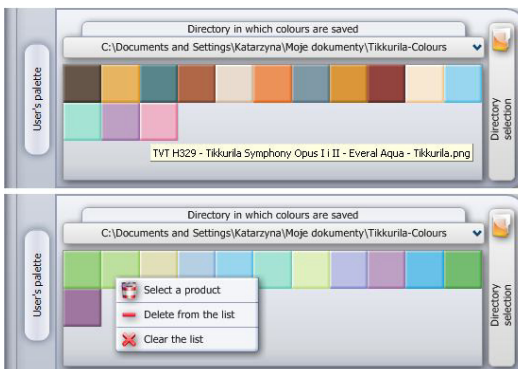 Directory in which colours are saved
C:\Documents and Settings\Katarzyna\Moje dokumenty\Tikkurila-Colours
User's palette
Directory
selection
TVT H329 - Tikkurila Symphony Opus I i II - Everal Aqua - Tikkurila.png
Directory in which colours are saved
C:\Documents and Settings\Katarzyna\Moje dokumenty\Tikkurila-Colours
User's palette
Directory
selection
Select a product
Delete from the list
Clear the list